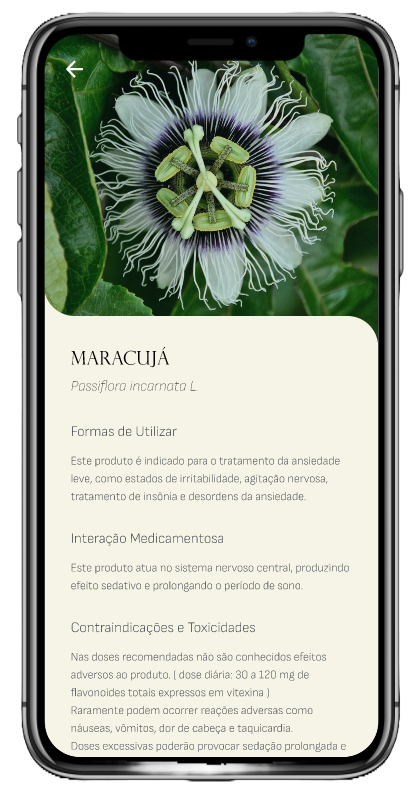 MARACUJÁ
Passiflora incarnata L.
Formas de Utilizar
Este produto é indicado para o tratamento da ansiedade
leve, como estados de irritabilidade, agitação nervosa,
tratamento de insônia e desordens da ansiedade.
Interação Medicamentosa
Este produto atua no sistema nervoso central, produzindo
efeito sedativo e prolongando o período de sono.
Contraindicações e Toxicidades
Nas doses recomendadas não são conhecidos efeitos
adversos ao produto. ( dose diária: 30 a 120 mg de
flavonoides totais expressos em vitexina )
Raramente podem ocorrer reações adversas como
náuseas, vômitos, dor de cabeça e taquicardia.
Doses excessivas poderão provocar sedação prolongada e